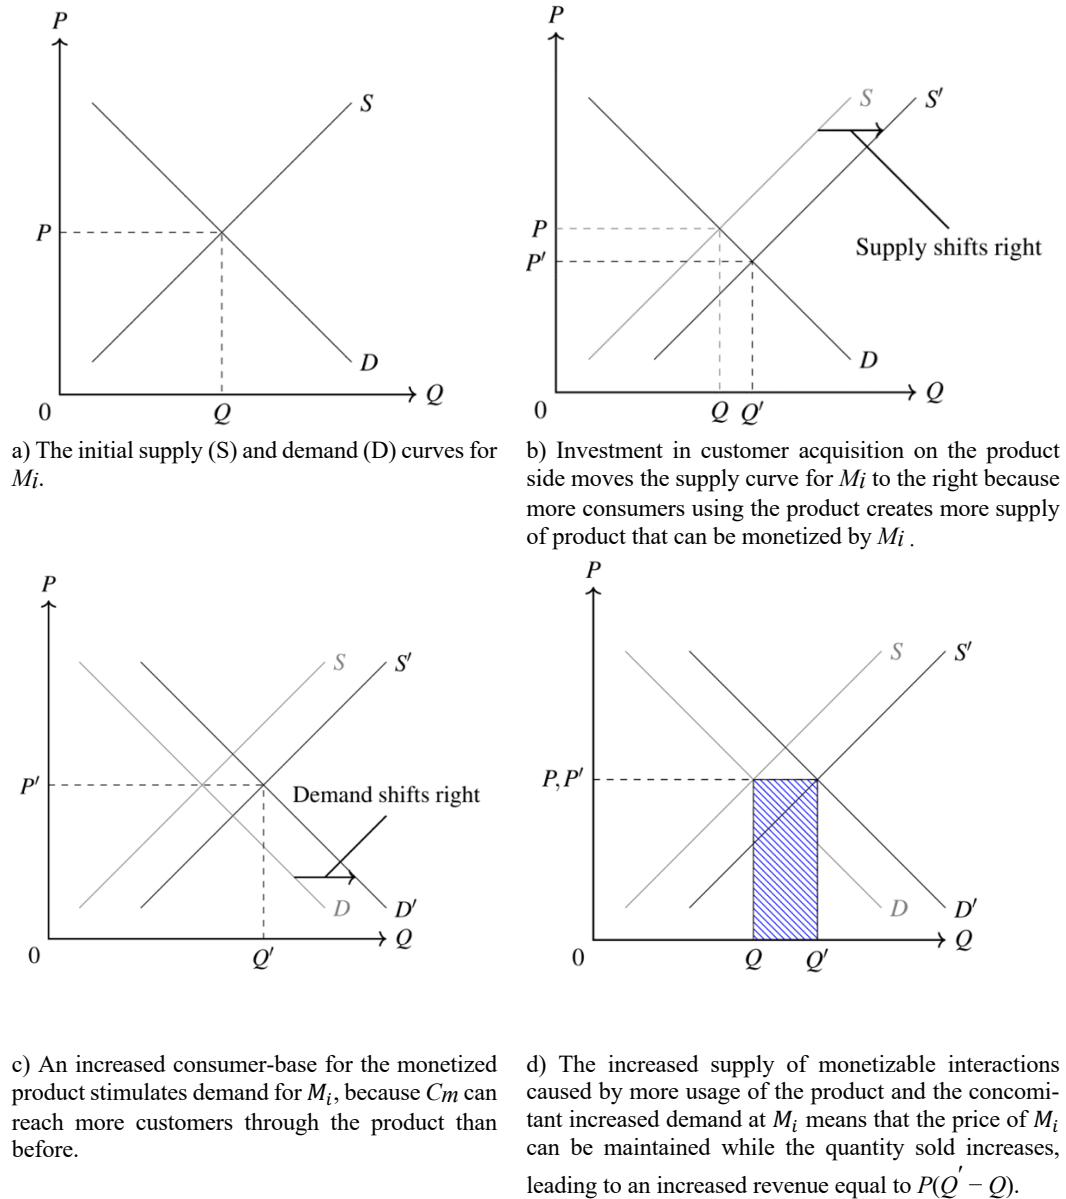 P
S
P
D
0
Q
Q
P
S
S′
P
P′
Supply shifts right
D
0
Q
Q′
Q
a) The initial supply (S) and demand (D) curves for
Mi.
b) Investment in customer acquisition on the product
side moves the supply curve for Mi to the right because
more consumers using the product creates more supply
of product that can be monetized by Mi .
P
S
S′
P′
Demand shifts right
D
D′
0
Q′
Q
P
S
S′
P, P′
D
D′
0
Q
Q′
Q
c) An increased consumer-base for the monetized
product stimulates demand for Mi, because Cm can
reach more customers through the product than
before.
d) The increased supply of monetizable interactions
caused by more usage of the product and the concomi-
tant increased demand at Mi means that the price of Mi
can be maintained while the quantity sold increases,
leading to an increased revenue equal to P(Q′ − Q).